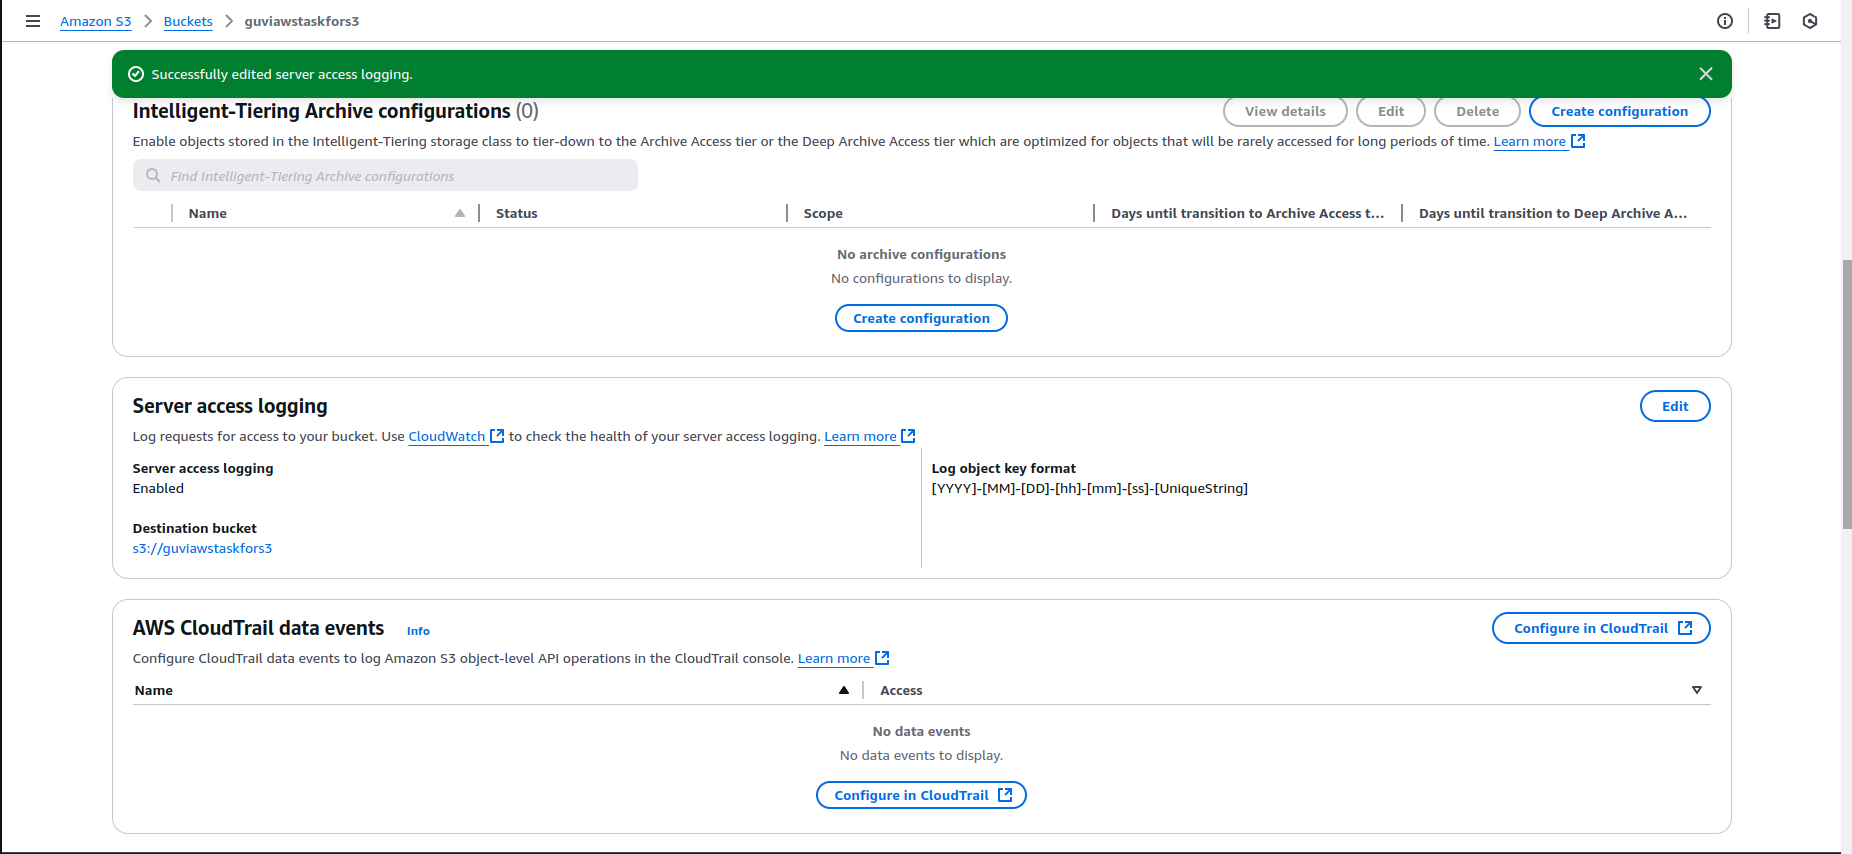 Amazon S3 > Buckets > guviawstaskfors3
Successfully edited server access logging.
Intelligent-Tiering Archive configurations (0) View details Edit Delete Create configuration
Enable objects stored in the Intelligent-Tiering storage class to tier-down to the Archive Access tier or the Deep Archive Access tier which are optimized for objects that will be rarely accessed for long periods of time. Learn more
Find Intelligent-Tiering Archive configurations
Name Status Scope Days until transition to Archive Access t... Days until transition to Deep Archive A...
No archive configurations
No configurations to display.
Create configuration
Server access logging Edit
Log requests for access to your bucket. Use CloudWatch to check the health of your server access logging. Learn more
Server access logging Log object key format
Enabled [YYYY]-[MM]-[DD]-[hh]-[mm]-[ss]-[UniqueString]
Destination bucket
s3://guviawstaskfors3
AWS CloudTrail data events Info Configure in CloudTrail
Configure CloudTrail data events to log Amazon S3 object-level API operations in the CloudTrail console. Learn more
Name Access
No data events
No data events to display.
Configure in CloudTrail